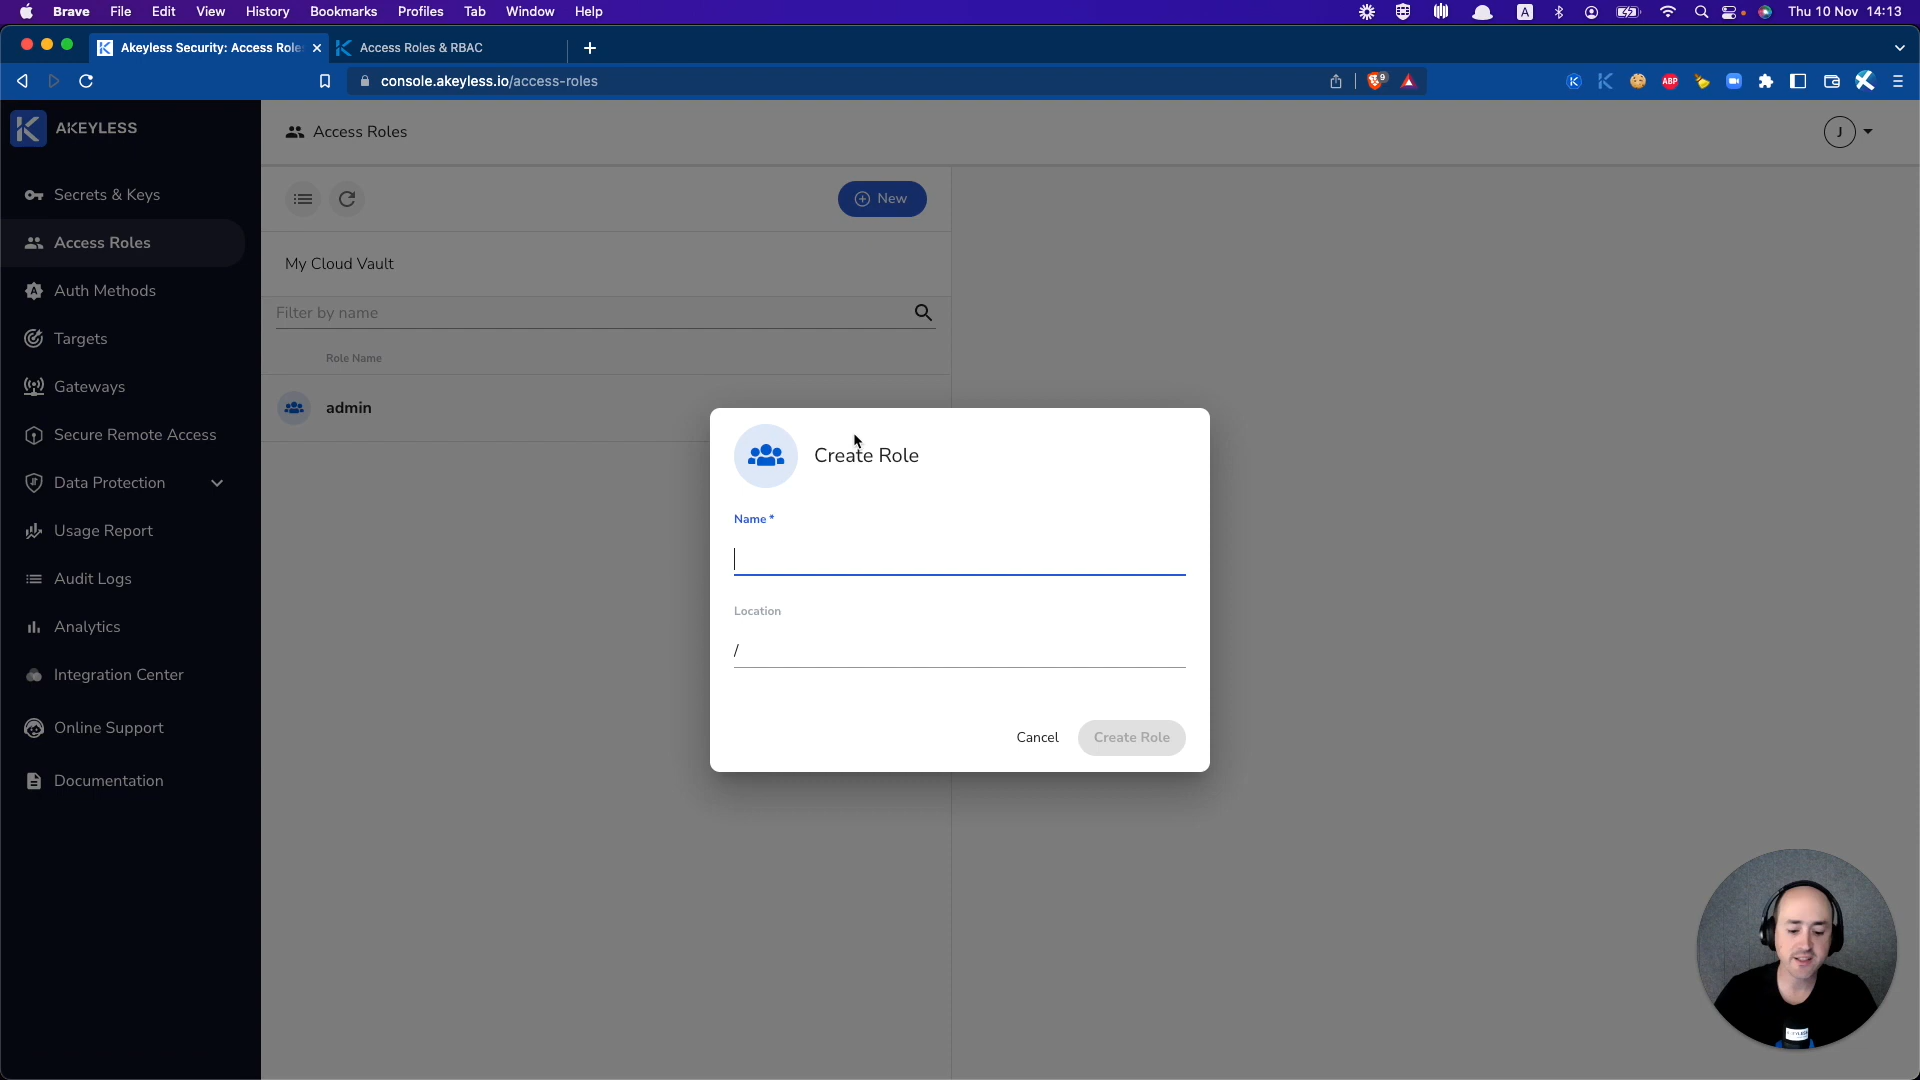 Brave File Edit View History Bookmarks Profiles Tab Window Help
A
Thu 10 Nov 14:13
Akeyless Security: Access Role
Access Roles & RBAC
console.akeyless.io/access-roles
9
ABP
AKEYLESS
Access Roles
J
Secrets & Keys
Access Roles
Auth Methods
Targets
Gateways
Secure Remote Access
Data Protection
Usage Report
Audit Logs
Analytics
Integration Center
Online Support
Documentation
New
My Cloud Vault
Filter by name
Role Name
admin
Create Role
Name *
Location
/
Cancel
Create Role